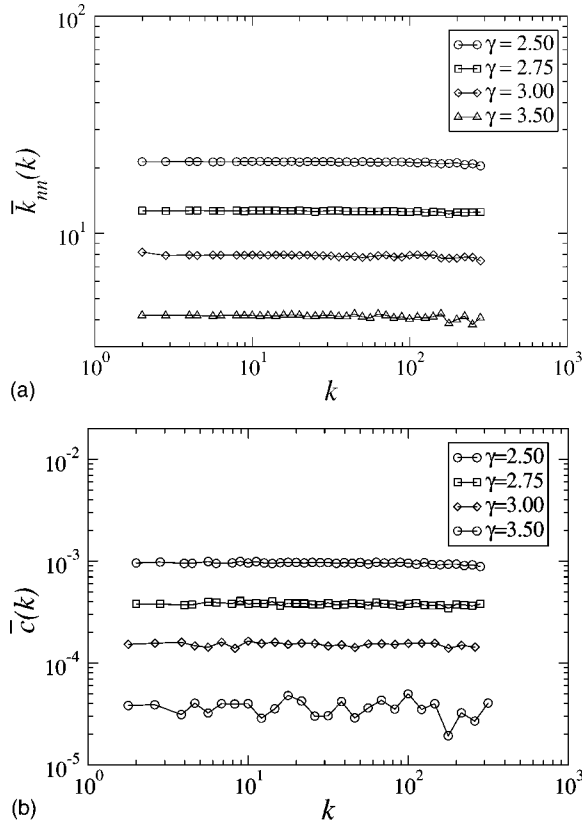 10^2
γ = 2.50
γ = 2.75
γ = 3.00
γ = 3.50
k̄_nn(k)
10^1
10^0 10^1 10^2 10^3
(a) k
10^-2
γ=2.50
γ=2.75
γ=3.00
γ=3.50
10^-3
c̄(k)
10^-4
10^-5
10^0 10^1 10^2 10^3
(b) k